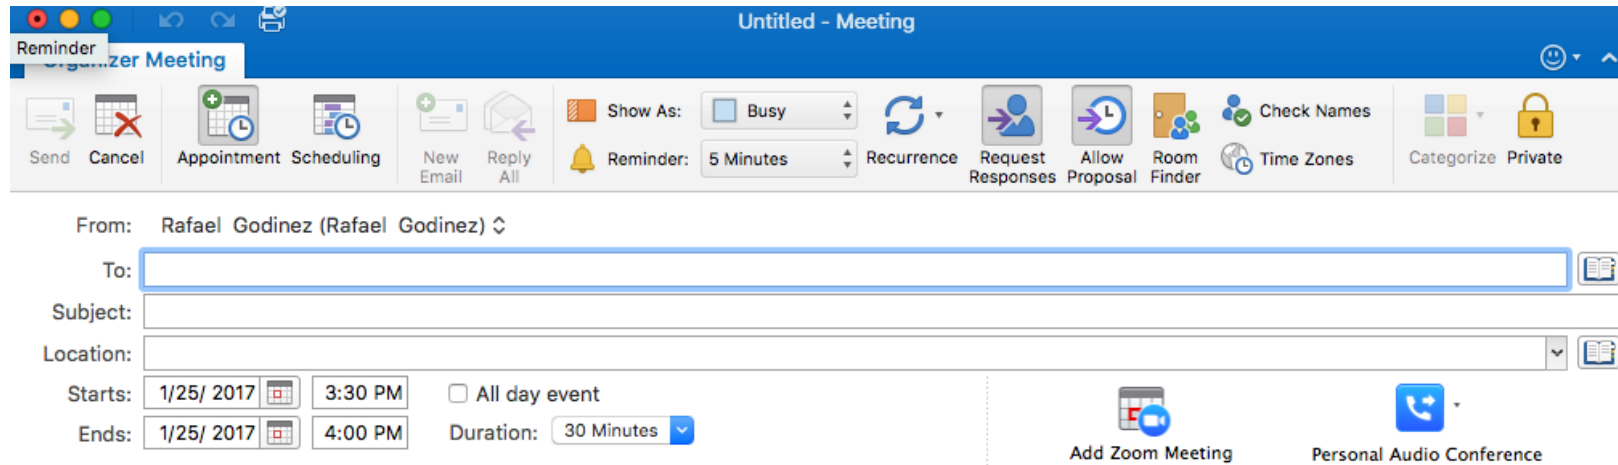 Untitled - Meeting
Reminder
Organizer Meeting
Send Cancel Appointment Scheduling New Email Reply All Show As: Busy Reminder: 5 Minutes Recurrence Request Responses Allow Proposal Room Finder Check Names Time Zones Categorize Private
From: Rafael Godinez (Rafael Godinez)
To:
Subject:
Location:
Starts: 1/25/ 2017 3:30 PM All day event
Ends: 1/25/ 2017 4:00 PM Duration: 30 Minutes
Add Zoom Meeting Personal Audio Conference